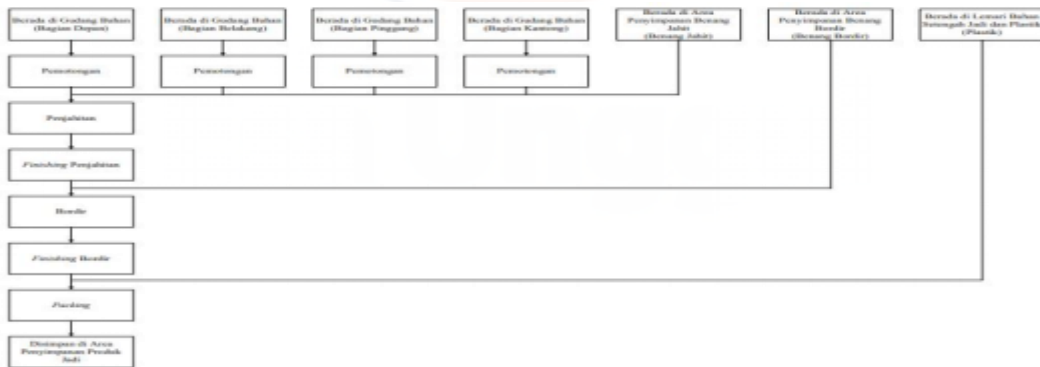 Berada di Gudang Bahan
(Bagian Depan)
Berada di Gudang Bahan
(Bagian Belakang)
Berada di Gudang Bahan
(Bagian Pinggang)
Berada di Gudang Bahan
(Bagian Kantong)
Berada di Area
Penyimpanan Benang
Jahit
(Benang Jahit)
Berada di Area
Penyimpanan Benang
Bordir
(Benang Bordir)
Berada di Lemari Bahan
Setengah Jadi dan Plastik
(Plastik)
Pemotongan
Pemotongan
Pemotongan
Pemotongan
Penjahitan
Finishing Penjahitan
Bordir
Finishing Bordir
Packing
Disimpan di Area
Penyimpanan Produk
Jadi